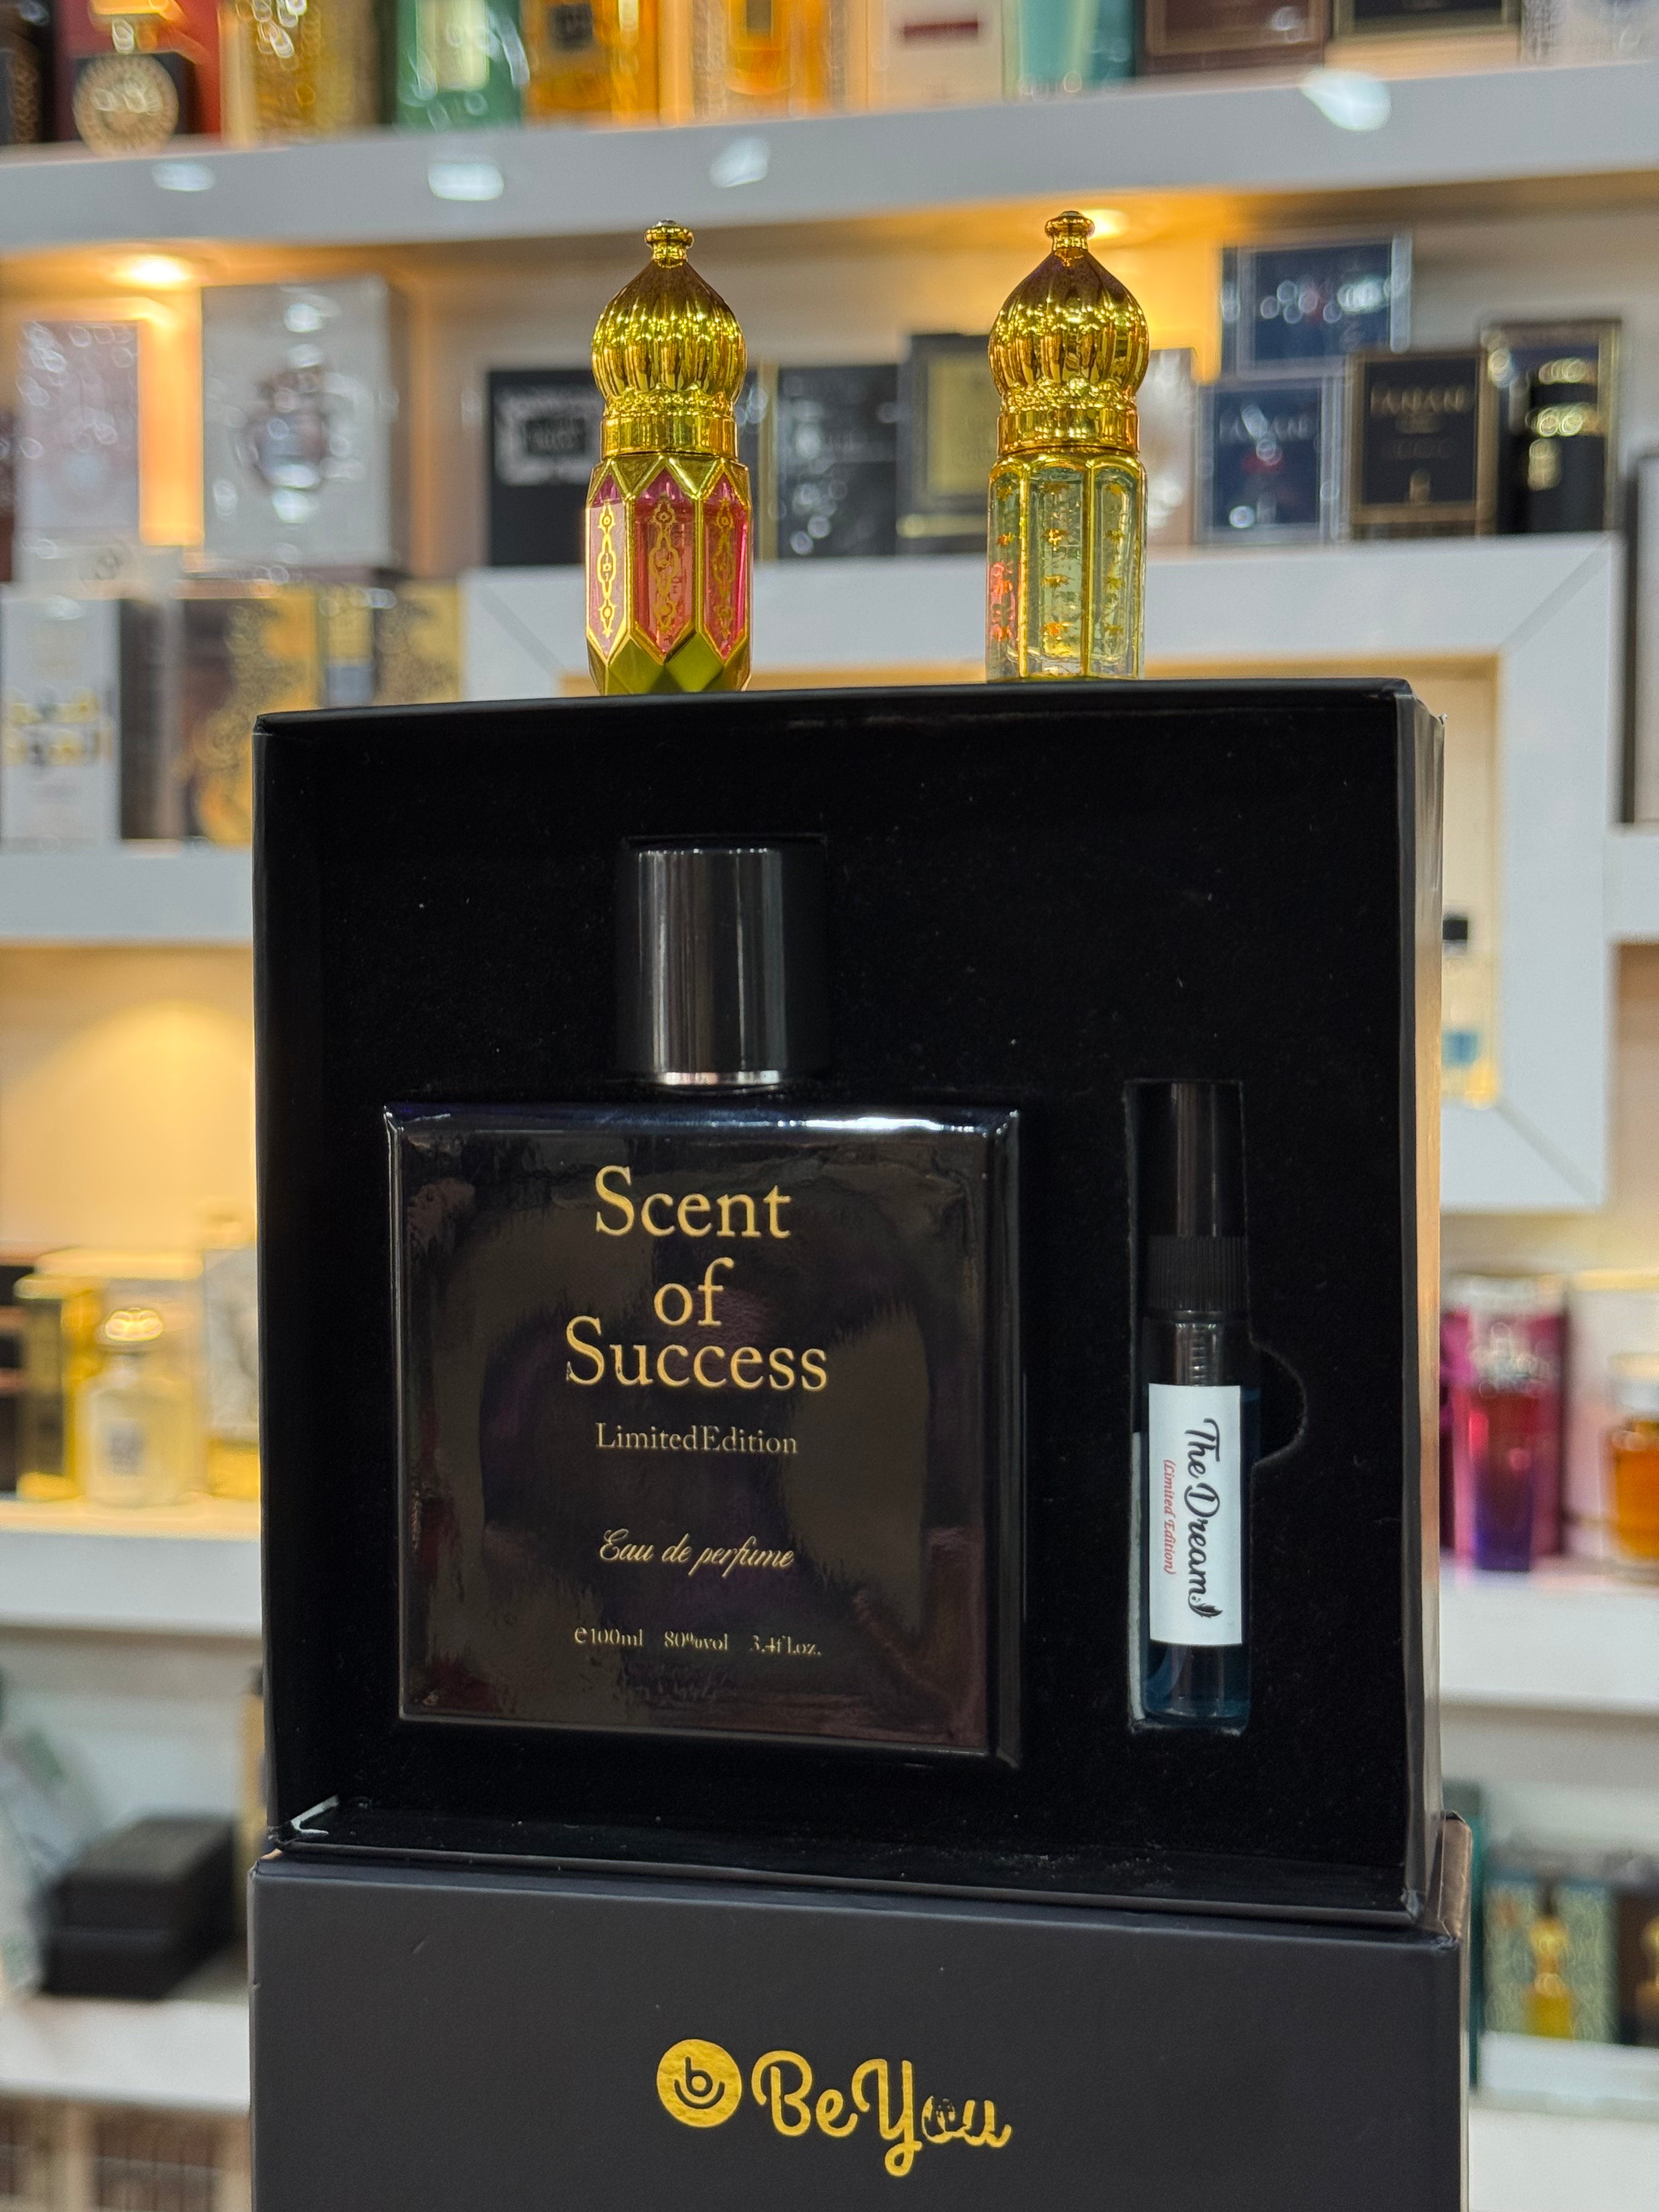 Scent
of
Success
LimitedEdition
Eau de perfume
e100ml 80%vol 3.4fl.oz.
The Dream
(Limited Edition)
b BeYou